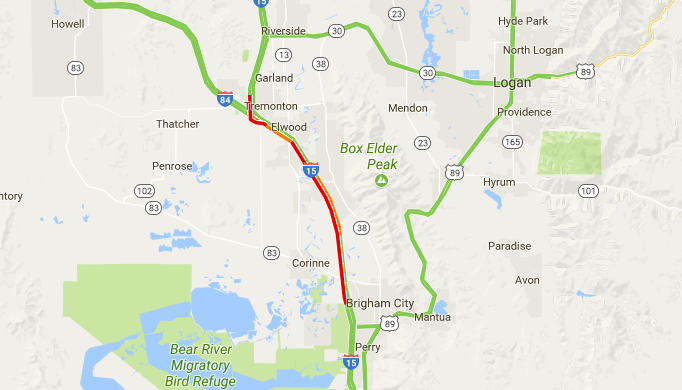 15
Howell
Hyde Park
23
Riverside
30
13
North Logan
38
83
Garland
30
89
Logan
84
Tremonton
Mendon
Providence
Thatcher
Elwood
Box Elder
Peak
23
165
Penrose
15
89
Hyrum
102
101
ntory
83
38
Paradise
83
Corinne
Avon
Brigham City
89
Mantua
Bear River
Migratory
Bird Refuge
Perry
15